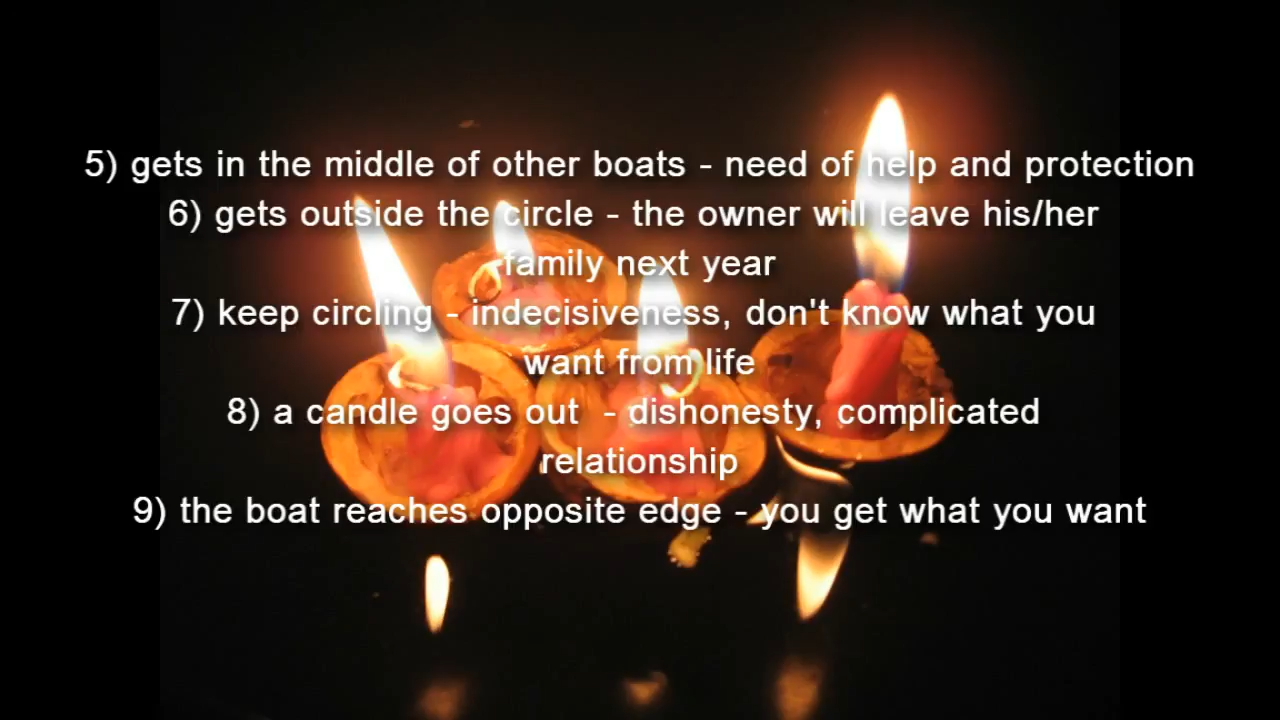 5) gets in the middle of other boats - need of help and protection
6) gets outside the circle - the owner will leave his/her
family next year
7) keep circling - indecisiveness, don't know what you
want from life
8) a candle goes out  - dishonesty, complicated
relationship
9) the boat reaches opposite edge - you get what you want